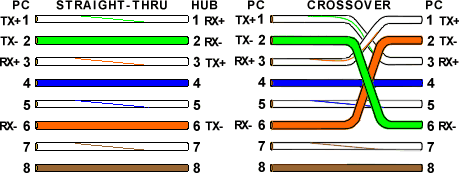 PC STRAIGHT-THRU HUB PC CROSSOVER PC
TX+ 1 1 RX+ TX+ 1 1 TX+
TX- 2 2 RX- TX- 2 2 TX-
RX+ 3 3 TX+ RX+ 3 3 RX+
4 4 4 4
5 5 5 5
RX- 6 6 TX- RX- 6 6 RX-
7 7 7 7
8 8 8 8